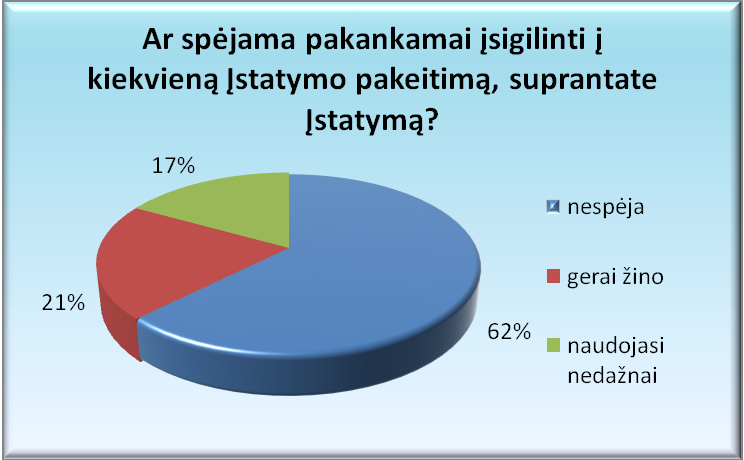 Ar spėjama pakankamai įsigilinti į
kiekvieną Įstatymo pakeitimą, suprantate
Įstatymą?
17%
nespėja
gerai žino
21%
62%
naudojasi
nedažnai